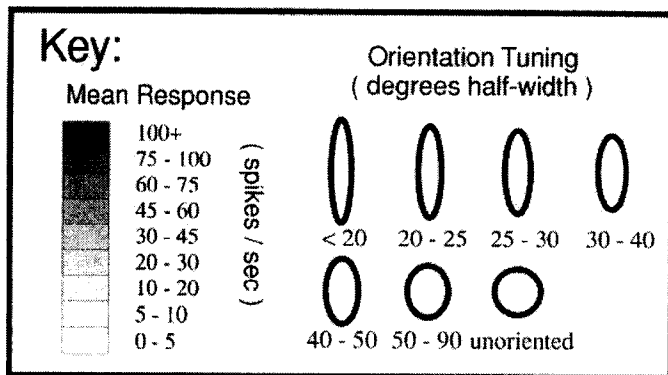 Key:
Mean Response
100+
75 - 100
60 - 75
45 - 60
30 - 45
20 - 30
10 - 20
5 - 10
0 - 5
( spikes / sec )
Orientation Tuning
( degrees half-width )
< 20 20 - 25 25 - 30 30 - 40
40 - 50 50 - 90 unoriented